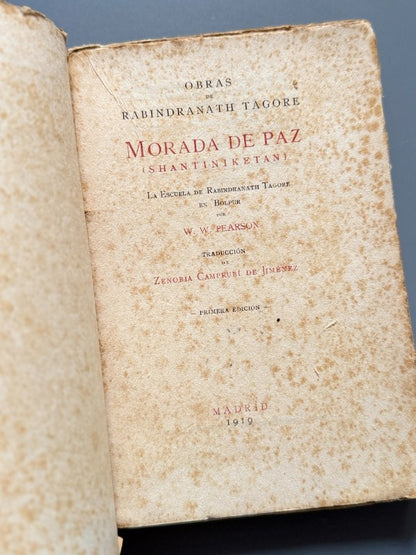 OBRAS
DE
RABINDRANATH TAGORE
MORADA DE PAZ
(SHANTINIKETAN)
LA ESCUELA DE RABINDRANATH TAGORE
EN BOLPUR
POR
W. W. PEARSON
TRADUCCIÓN
DE
ZENOBIA CAMPRUBÍ DE JIMÉNEZ
— PRIMERA EDICIÓN —
MADRID
1919